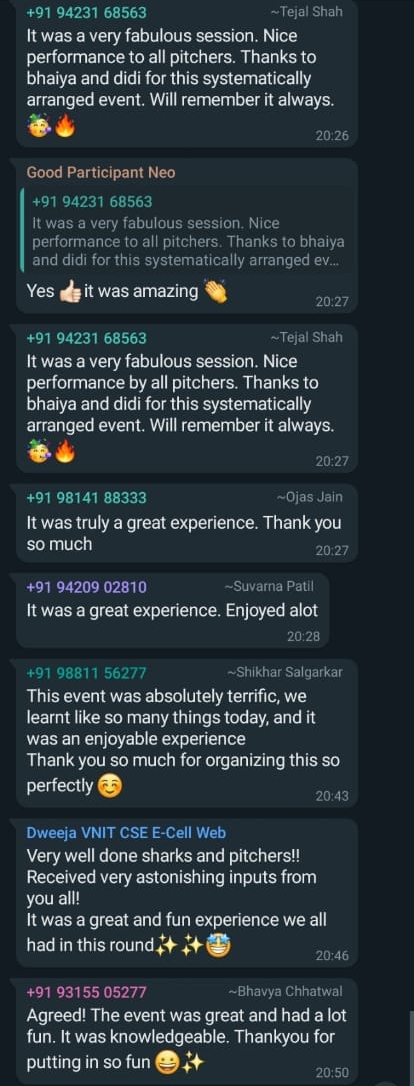 +91 94231 68563 ~Tejal Shah
It was a very fabulous session. Nice
performance to all pitchers. Thanks to
bhaiya and didi for this systematically
arranged event. Will remember it always.
🥳🔥 20:26
Good Participant Neo
+91 94231 68563
It was a very fabulous session. Nice
performance to all pitchers. Thanks to bhaiya
and didi for this systematically arranged ev...
Yes 👍🏻it was amazing 👏 20:27
+91 94231 68563 ~Tejal Shah
It was a very fabulous session. Nice
performance by all pitchers. Thanks to
bhaiya and didi for this systematically
arranged event. Will remember it always.
🥳🔥 20:27
+91 98141 88333 ~Ojas Jain
It was truly a great experience. Thank you
so much 20:27
+91 94209 02810 ~Suvarna Patil
It was a great experience. Enjoyed alot
20:28
+91 98811 56277 ~Shikhar Salgarkar
This event was absolutely terrific, we
learnt like so many things today, and it
was an enjoyable experience
Thank you so much for organizing this so
perfectly ☺️ 20:43
Dweeja VNIT CSE E-Cell Web
Very well done sharks and pitchers!!
Received very astonishing inputs from
you all!
It was a great and fun experience we all
had in this round✨✨🤩 20:46
+91 93155 05277 ~Bhavya Chhatwal
Agreed! The event was great and had a lot
fun. It was knowledgeable. Thankyou for
putting in so fun 😀✨ 20:50